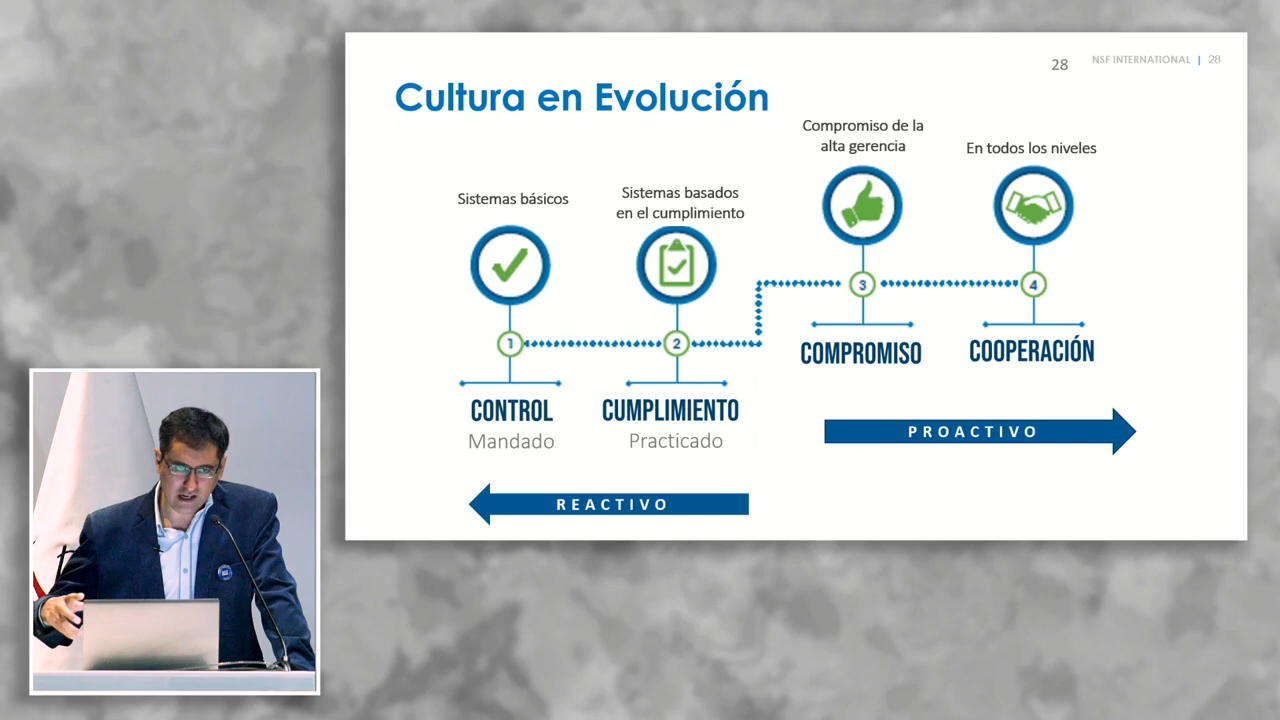 28
NSF INTERNATIONAL | 28
Cultura en Evolución
Sistemas básicos
Sistemas basados
en el cumplimiento
Compromiso de la
alta gerencia
En todos los niveles
1
2
3
4
CONTROL
Mandado
CUMPLIMIENTO
Practicado
COMPROMISO
COOPERACIÓN
PROACTIVO
REACTIVO